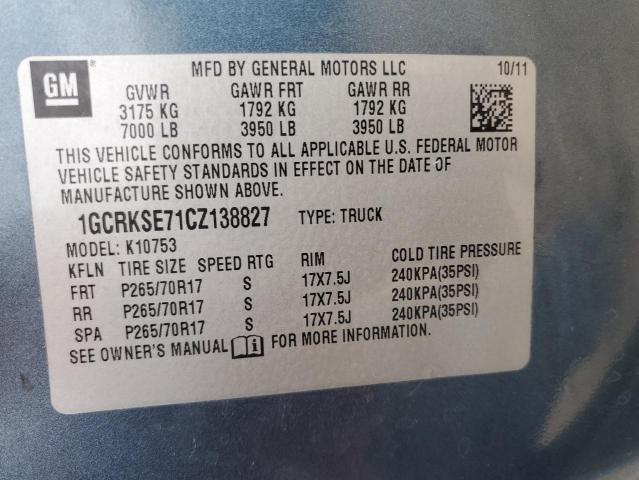 GM ®
MFD BY GENERAL MOTORS LLC 10/11
GVWR GAWR FRT GAWR RR
3175 KG 1792 KG 1792 KG
7000 LB 3950 LB 3950 LB
THIS VEHICLE CONFORMS TO ALL APPLICABLE U.S. FEDERAL MOTOR
VEHICLE SAFETY STANDARDS IN EFFECT ON THE DATE OF
MANUFACTURE SHOWN ABOVE.
1GCRKSE71CZ138827 TYPE: TRUCK
MODEL: K10753
KFLN TIRE SIZE SPEED RTG RIM COLD TIRE PRESSURE
FRT P265/70R17 S 17X7.5J 240KPA(35PSI)
RR P265/70R17 S 17X7.5J 240KPA(35PSI)
SPA P265/70R17 S 17X7.5J 240KPA(35PSI)
SEE OWNER'S MANUAL FOR MORE INFORMATION.